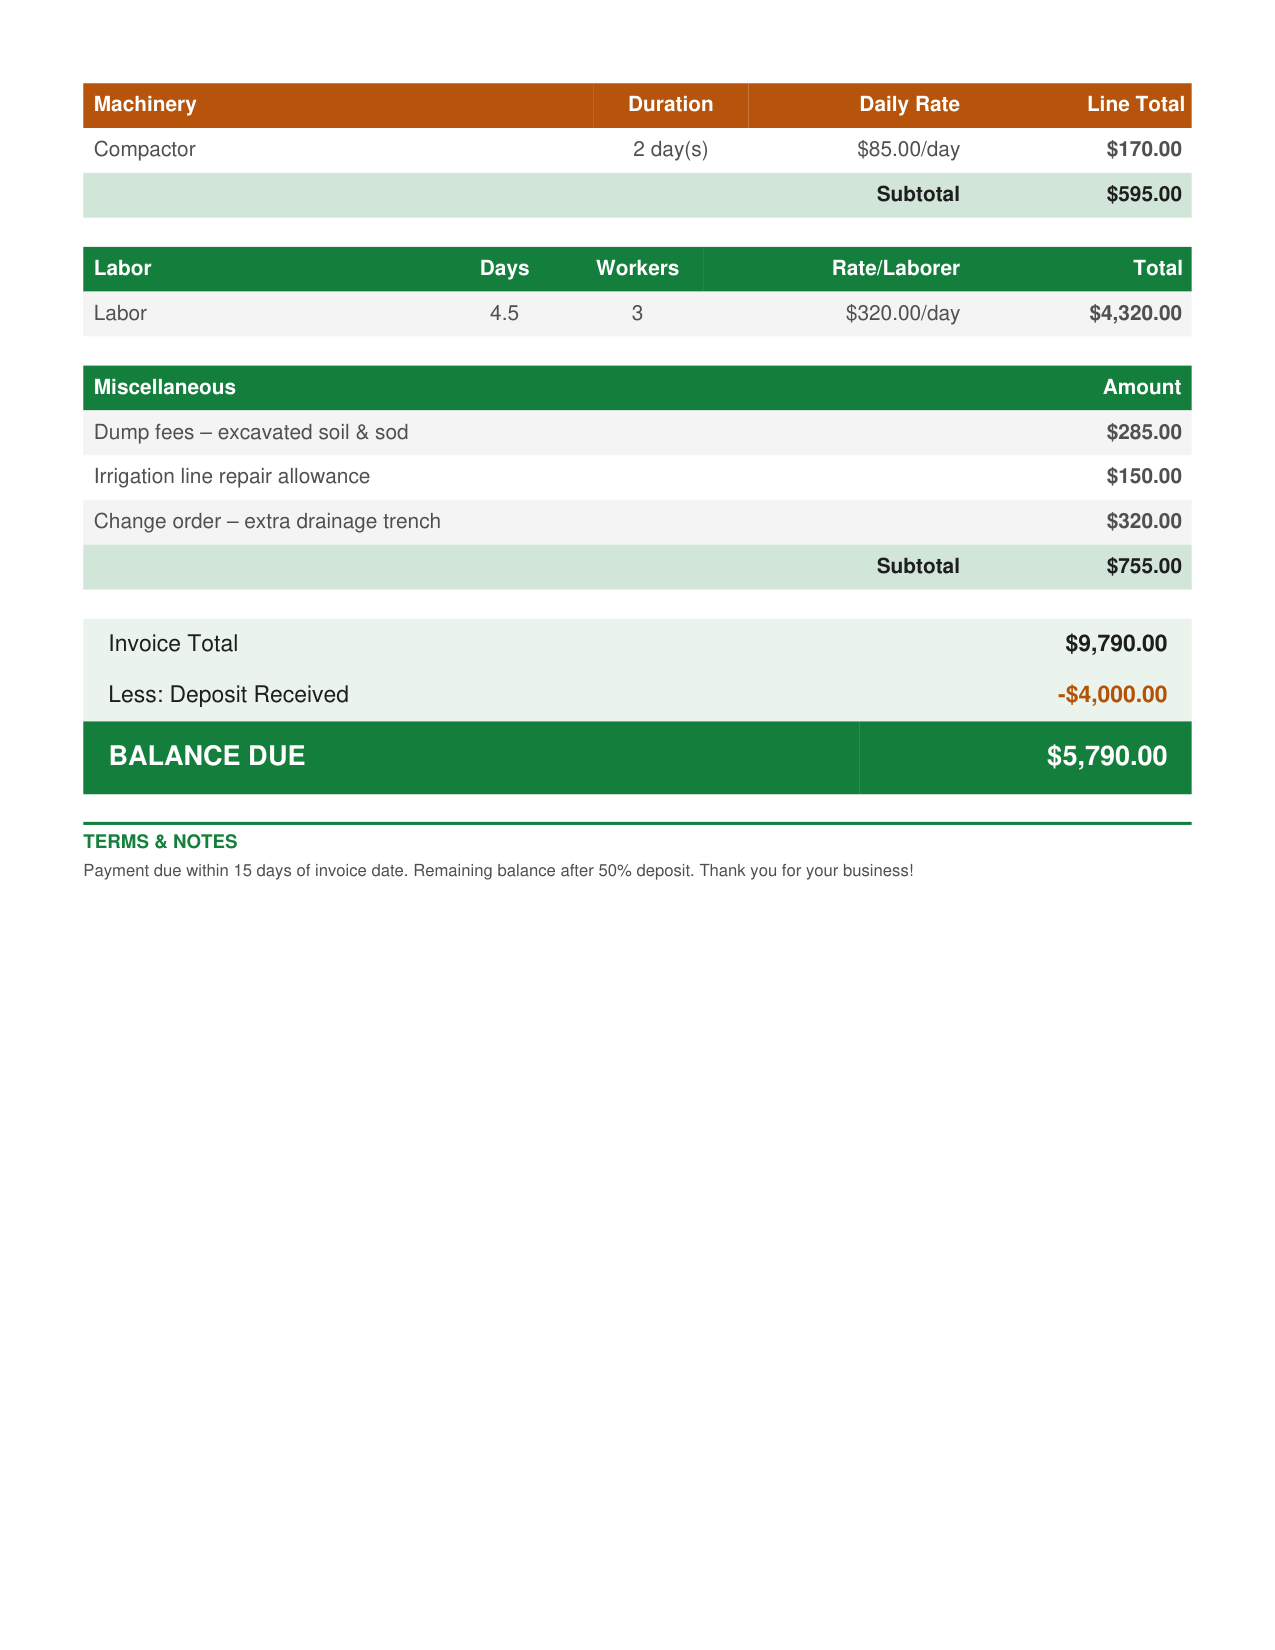 Machinery Duration Daily Rate Line Total
Compactor 2 day(s) $85.00/day $170.00
Subtotal $595.00
Labor Days Workers Rate/Laborer Total
Labor 4.5 3 $320.00/day $4,320.00
Miscellaneous Amount
Dump fees – excavated soil & sod $285.00
Irrigation line repair allowance $150.00
Change order – extra drainage trench $320.00
Subtotal $755.00
Invoice Total $9,790.00
Less: Deposit Received -$4,000.00
BALANCE DUE $5,790.00
TERMS & NOTES
Payment due within 15 days of invoice date. Remaining balance after 50% deposit. Thank you for your business!